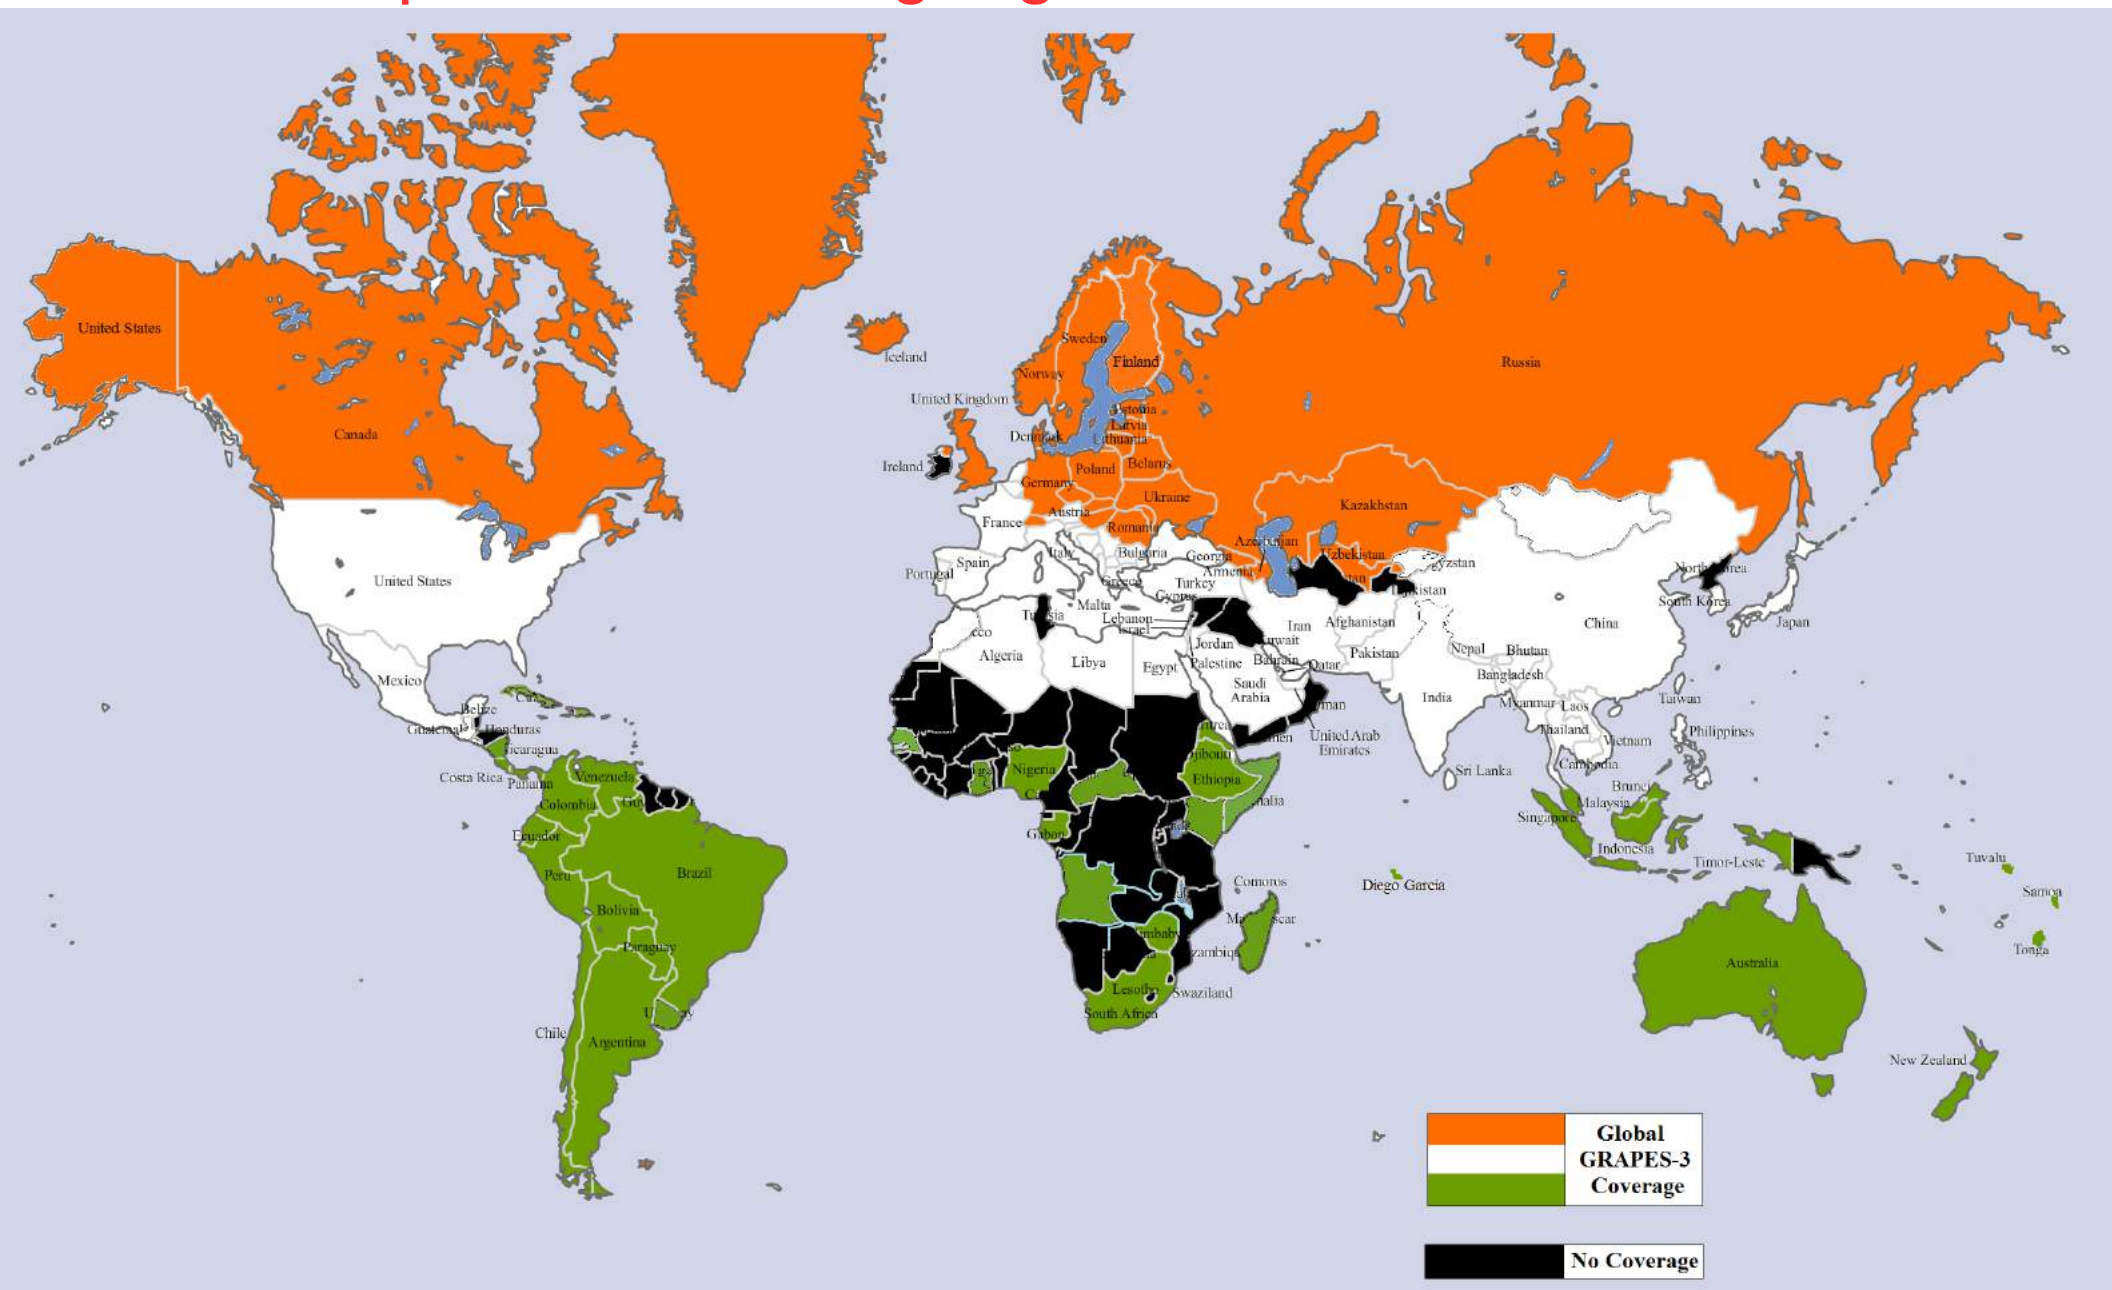 United States
Canada
Iceland
Sweden
Finland
Norway
Russia
United Kingdom
Estonia
Latvia
Lithuania
Denmark
Ireland
Poland
Belarus
Germany
Ukraine
Kazakhstan
Austria
France
Romania
Azerbaijan
Uzbekistan
Italy
Bulgaria
Georgia
Spain
Portugal
Greece
Armenia
Turkey
Cyprus
gyzstan
North Korea
Tajikistan
South Korea
United States
Malta
Lebanon
Israel
Iran
Afghanistan
China
Japan
Algeria
Libya
Egypt
Jordan
Kuwait
Palestine
Bahrain
Qatar
Pakistan
Nepal
Bhutan
Bangladesh
Mexico
Saudi
Arabia
India
Myanmar
Laos
Taiwan
Belize
Honduras
Thailand
Vietnam
Philippines
United Arab
Emirates
Nicaragua
Costa Rica
Panama
Venezuela
Nigeria
Djibouti
Ethiopia
Sri Lanka
Cambodia
Brunei
Colombia
Malaysia
Singapore
Ecuador
Gabon
Indonesia
Timor-Leste
Tuvalu
Peru
Brazil
Comoros
Diego Garcia
Samoa
Bolivia
Paraguay
Tonga
Australia
Lesotho
Swaziland
South Africa
Chile
Argentina
New Zealand
Global
GRAPES-3
Coverage
No Coverage